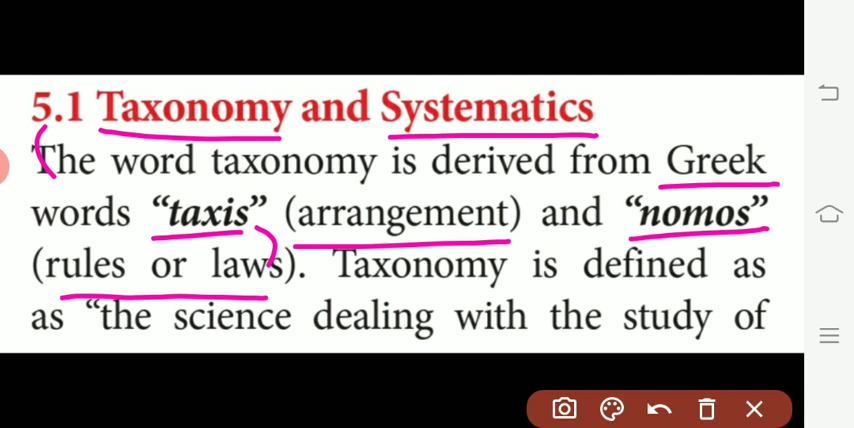 5.1 Taxonomy and Systematics
The word taxonomy is derived from Greek
words “taxis” (arrangement) and “nomos”
(rules or laws). Taxonomy is defined as
as “the science dealing with the study of